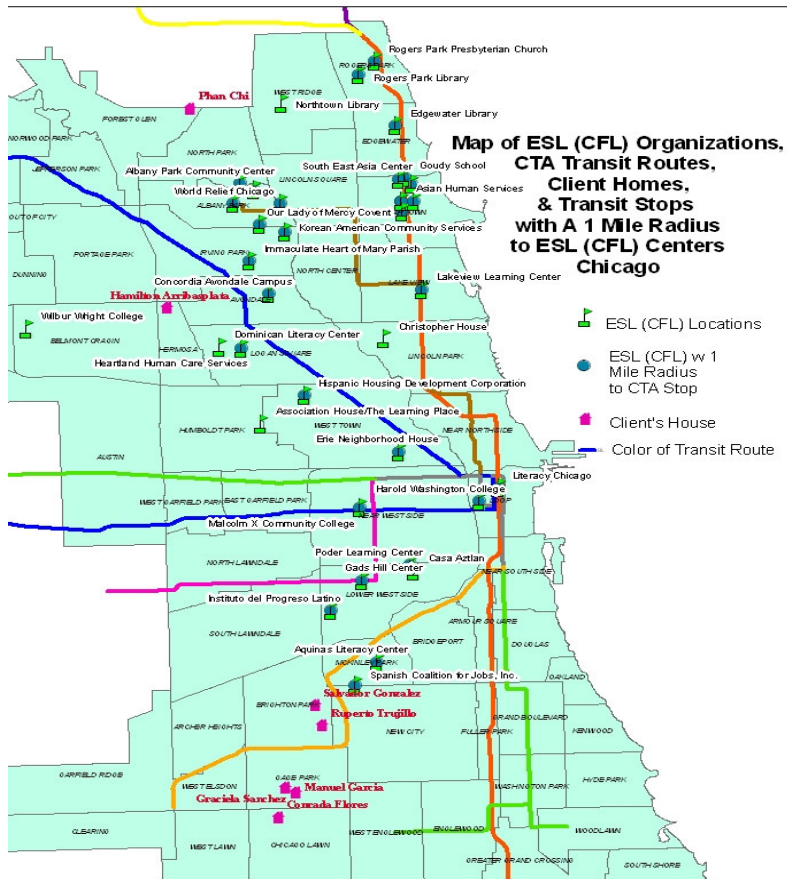 Rogers Park Presbyterian Church
ROGERS PARK
Rogers Park Library
Phan Chi
WEST RIDGE
Northtown Library
FOREST GLEN
Edgewater Library
NORWOOD PARK
NORTH PARK
EDGEWATER
Map of ESL (CFL) Organizations,
CTA Transit Routes,
Client Homes,
& Transit Stops
with A 1 Mile Radius
to ESL (CFL) Centers
Chicago
JEFFERSON PARK
Albany Park Community Center
LINCOLN SQUARE
South East Asia Center
Goudy School
World Relief Chicago
Asian Human Services
ALBANY PARK
OUT OF CITY
Our Lady of Mercy Covent
Korean American Community Services
PORTAGE PARK
IRVING PARK
Immaculate Heart of Mary Parish
DUNNING
NORTH CENTER
Concordia Avondale Campus
LAKE VIEW
Lakeview Learning Center
Hamilton Arribasplata
AVONDALE
Wilbur Wright College
Christopher House
ESL (CFL) Locations
BELMONT CRAGIN
Dominican Literacy Center
HERMOSA
LOGAN SQUARE
LINCOLN PARK
ESL (CFL) w 1
Mile Radius
to CTA Stop
Heartland Human Care Services
Hispanic Housing Development Corporation
Association House/The Learning Place
Client's House
HUMBOLDT PARK
WEST TOWN
NEAR NORTH SIDE
Erie Neighborhood House
Color of Transit Route
AUSTIN
Literacy Chicago
Harold Washington College
WEST GARFIELD PARK
EAST GARFIELD PARK
LOOP
NEAR WEST SIDE
Malcolm X Community College
Poder Learning Center
Casa Aztlan
NORTH LAWNDALE
Gads Hill Center
NEAR SOUTH SIDE
LOWER WEST SIDE
Instituto del Progreso Latino
ARMOUR SQUARE
SOUTH LAWNDALE
BRIDGEPORT
DOUGLAS
Aquinas Literacy Center
MCKINLEY PARK
Spanish Coalition for Jobs, Inc.
OAKLAND
Salvador Gonzalez
BRIGHTON PARK
Ruperto Trujillo
GRAND BOULEVARD
ARCHER HEIGHTS
NEW CITY
FULLER PARK
KENWOOD
GARFIELD RIDGE
GAGE PARK
HYDE PARK
WEST ELSDON
Manuel Garcia
WASHINGTON PARK
Graciela Sanchez
Conrada Flores
CLEARING
WEST ENGLEWOOD
ENGLEWOOD
WOODLAWN
WEST LAWN
CHICAGO LAWN
GREATER GRAND CROSSING
SOUTH SHORE